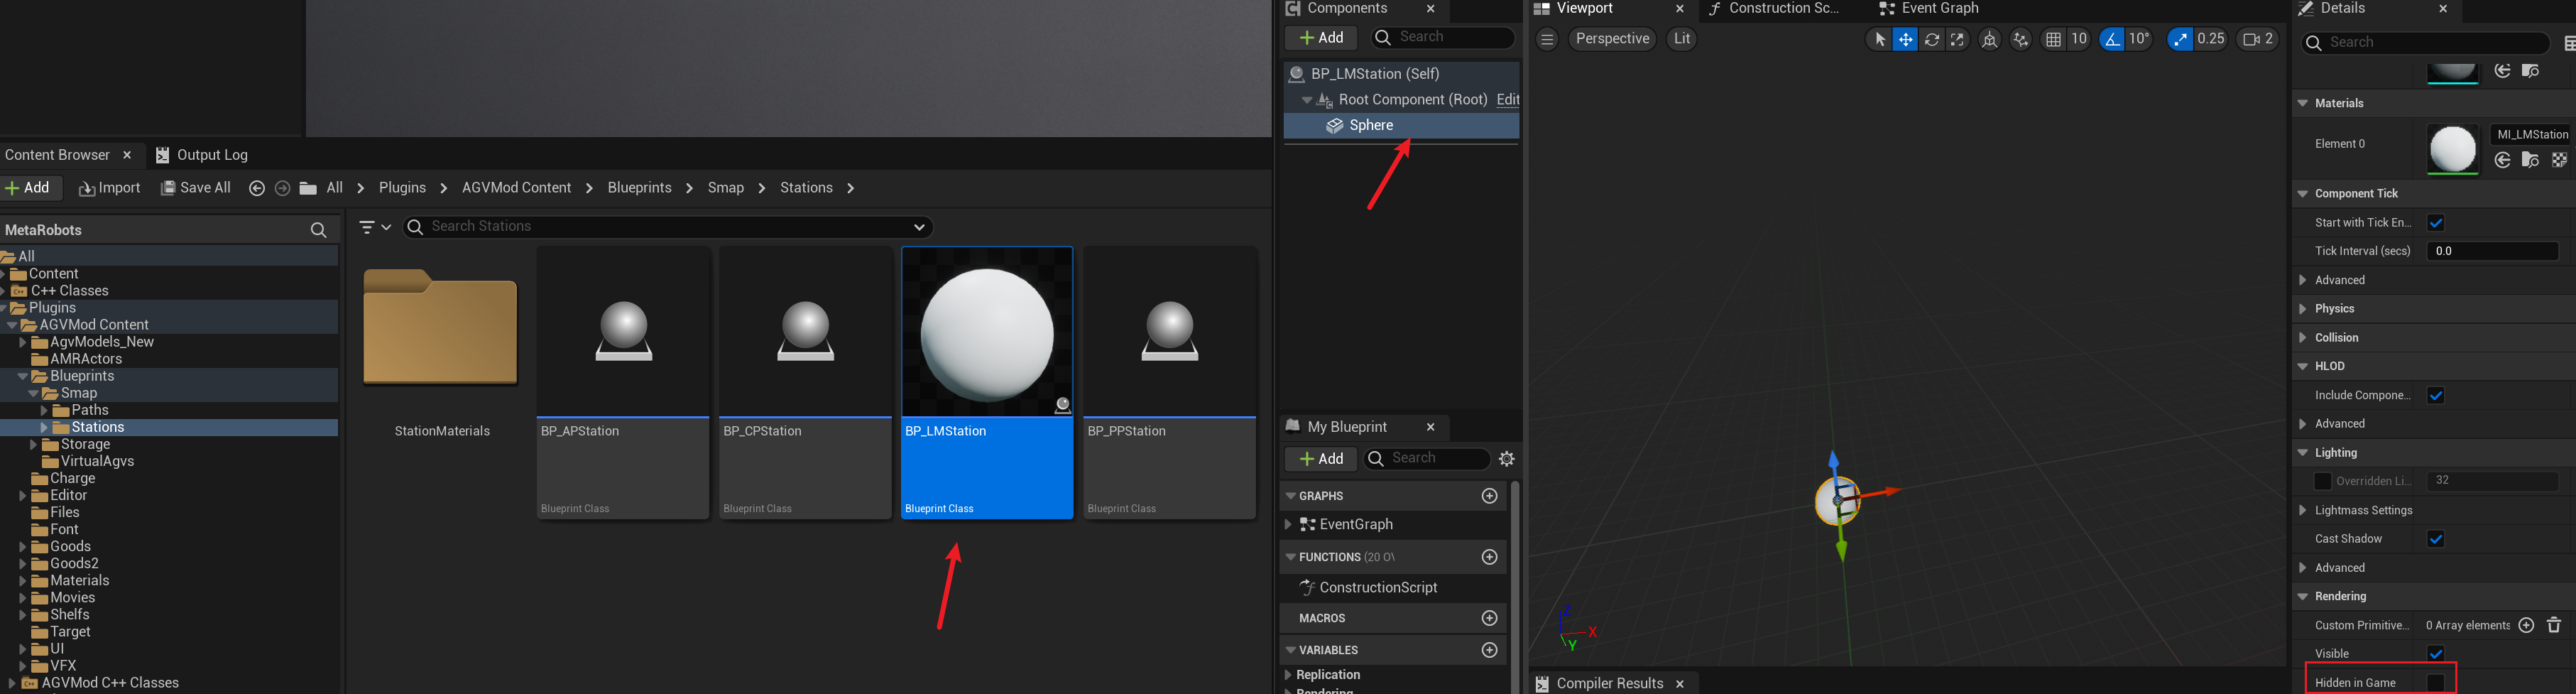 Content Browser
Output Log
Add
Import
Save All
All
Plugins
AGVMod Content
Blueprints
Smap
Stations
MetaRobots
All
Content
C++ Classes
Plugins
AGVMod Content
AgvModels_New
AMRActors
Blueprints
Smap
Paths
Stations
Storage
VirtualAgvs
Charge
Editor
Files
Font
Goods
Goods2
Materials
Movies
Shelfs
Target
UI
VFX
AGVMod C++ Classes
Search Stations
StationMaterials
BP_APStation
Blueprint Class
BP_CPStation
Blueprint Class
BP_LMStation
Blueprint Class
BP_PPStation
Blueprint Class
Components
Add
Search
BP_LMStation (Self)
Root Component (Root) Edit
Sphere
My Blueprint
Add
Search
GRAPHS
EventGraph
FUNCTIONS (20 O\
ConstructionScript
MACROS
VARIABLES
Replication
Rendering
Viewport
Construction Sc...
Event Graph
Perspective
Lit
10
10°
0.25
2
Z
X
Y
Compiler Results
Details
Search
Materials
Element 0
MI_LMStation
Component Tick
Start with Tick En...
Tick Interval (secs)
0.0
Advanced
Physics
Collision
HLOD
Include Compone...
Advanced
Lighting
Overridden Li...
32
Lightmass Settings
Cast Shadow
Advanced
Rendering
Custom Primitive...
0 Array elements
Visible
Hidden in Game